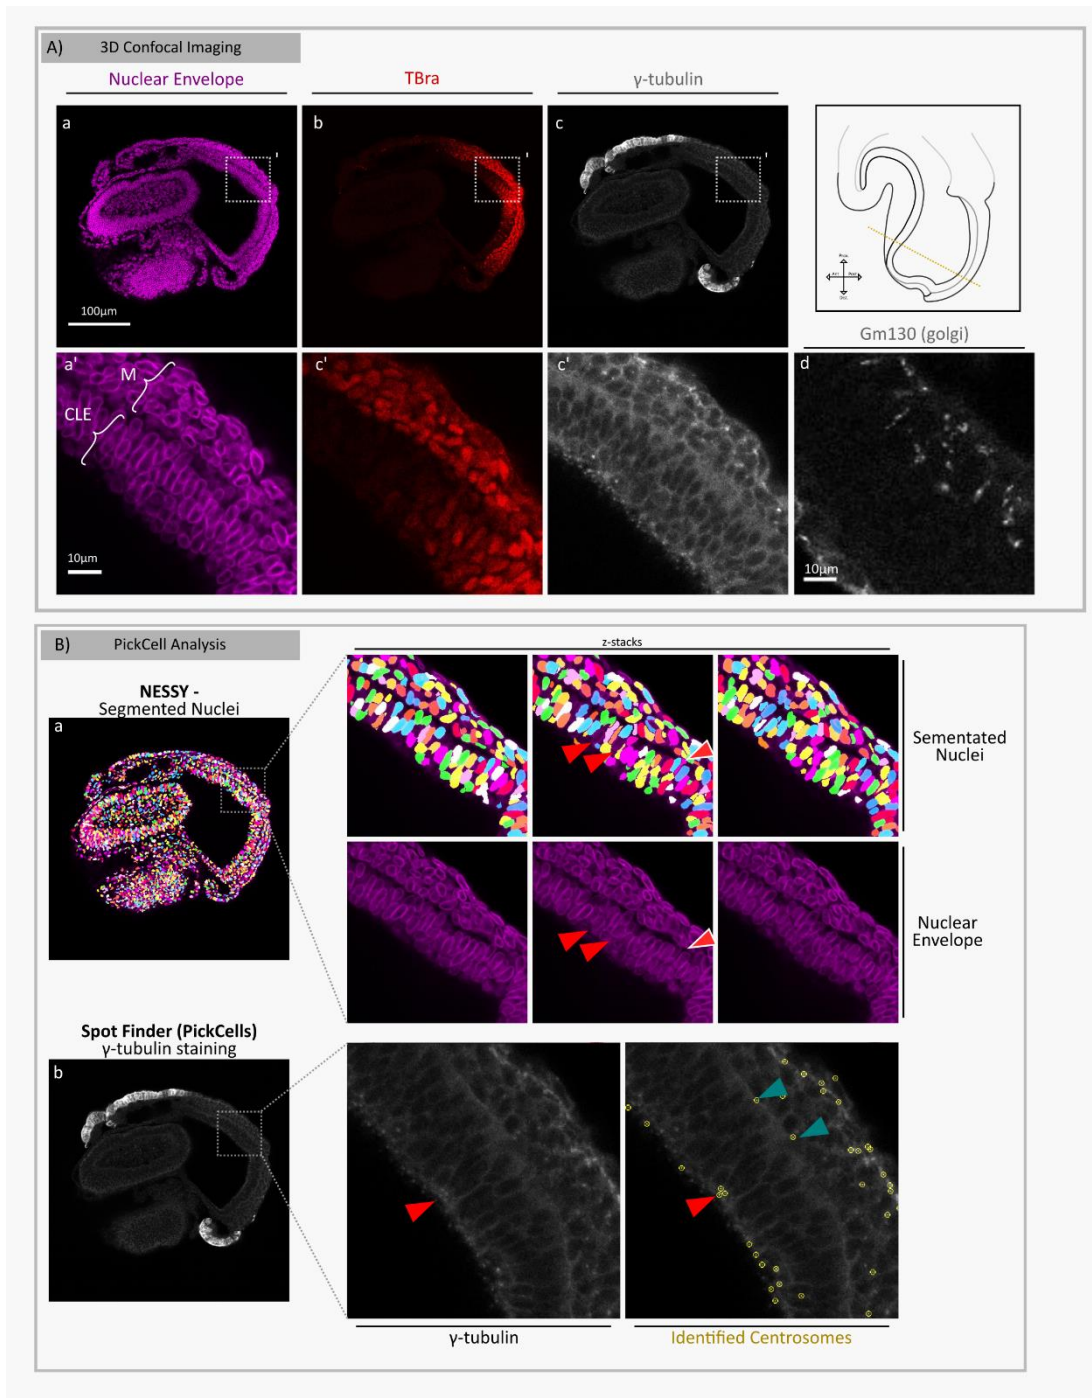 A)
3D Confocal Imaging
Nuclear Envelope
TBra
γ-tubulin
a
'
b
'
c
'
100µm
Gm130 (golgi)
a'
M
CLE
10µm
c'
c'
d
10µm
B)
PickCell Analysis
z-stacks
NESSY -
Segmented Nuclei
a
Sementated
Nuclei
Nuclear
Envelope
Spot Finder (PickCells)
γ-tubulin staining
b
γ-tubulin
Identified Centrosomes